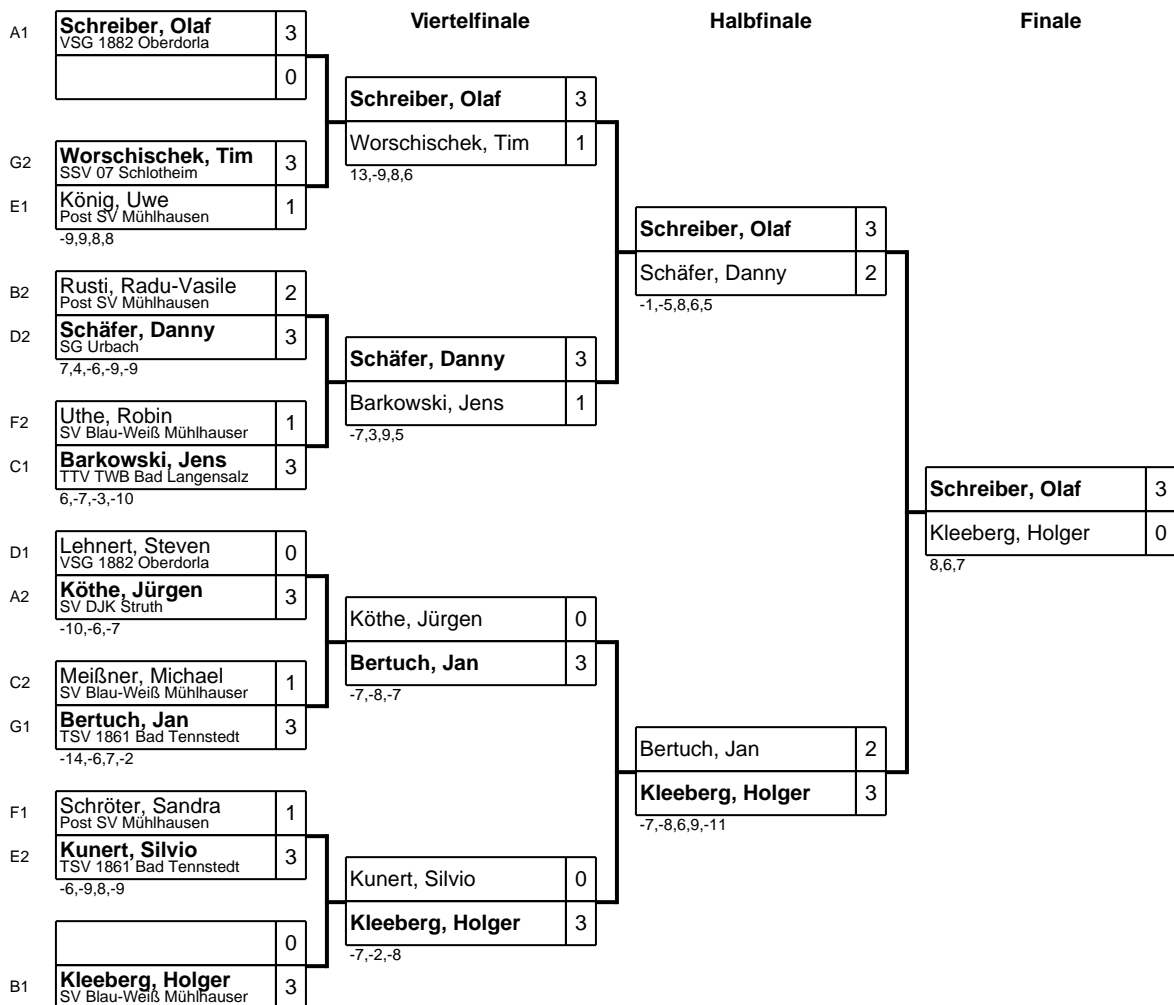 Viertelfinale
Halbfinale
Finale
A1
Schreiber, Olaf
VSG 1882 Oberdorla
3
0
G2
Worschischek, Tim
SSV 07 Schlotheim
3
E1
König, Uwe
Post SV Mühlhausen
1
-9,9,8,8
B2
Rusti, Radu-Vasile
Post SV Mühlhausen
2
D2
Schäfer, Danny
SG Urbach
3
7,4,-6,-9,-9
F2
Uthe, Robin
SV Blau-Weiß Mühlhauser
1
C1
Barkowski, Jens
TTV TWB Bad Langensalz
3
6,-7,-3,-10
D1
Lehnert, Steven
VSG 1882 Oberdorla
0
A2
Köthe, Jürgen
SV DJK Struth
3
-10,-6,-7
C2
Meißner, Michael
SV Blau-Weiß Mühlhauser
1
G1
Bertuch, Jan
TSV 1861 Bad Tennstedt
3
-14,-6,7,-2
F1
Schröter, Sandra
Post SV Mühlhausen
1
E2
Kunert, Silvio
TSV 1861 Bad Tennstedt
3
-6,-9,8,-9
0
B1
Kleeberg, Holger
SV Blau-Weiß Mühlhauser
3
Schreiber, Olaf 3
Worschischek, Tim 1
13,-9,8,6
Schäfer, Danny 3
Barkowski, Jens 1
-7,3,9,5
Köthe, Jürgen 0
Bertuch, Jan 3
-7,-8,-7
Kunert, Silvio 0
Kleeberg, Holger 3
-7,-2,-8
Schreiber, Olaf 3
Schäfer, Danny 2
-1,-5,8,6,5
Bertuch, Jan 2
Kleeberg, Holger 3
-7,-8,6,9,-11
Schreiber, Olaf 3
Kleeberg, Holger 0
8,6,7